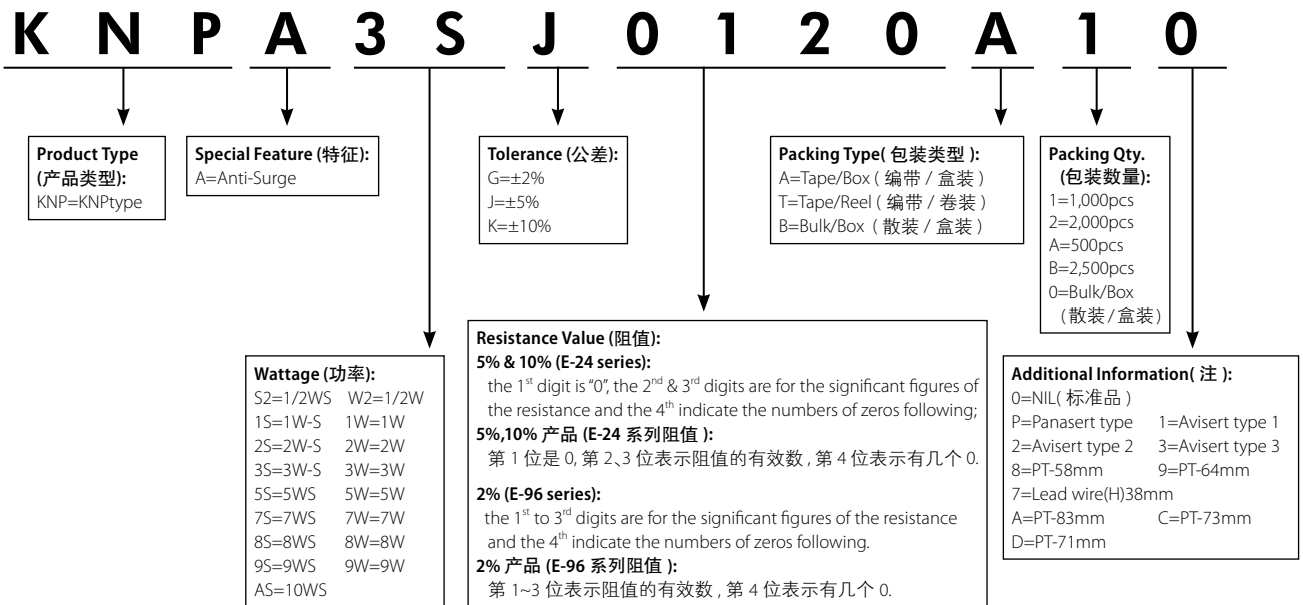 K N P A 3 S J 0 1 2 0 A 1 0
Product Type
(产品类型):
KNP=KNPtype
Special Feature (特征):
A=Anti-Surge
Tolerance (公差):
G=±2%
J=±5%
K=±10%
Packing Type( 包装类型 ):
A=Tape/Box ( 编带 / 盒装 )
T=Tape/Reel ( 编带 / 卷装 )
B=Bulk/Box ( 散装 / 盒装 )
Packing Qty.
(包装数量):
1=1,000pcs
2=2,000pcs
A=500pcs
B=2,500pcs
0=Bulk/Box
(散装/盒装)
Wattage (功率):
S2=1/2WS W2=1/2W
1S=1W-S 1W=1W
2S=2W-S 2W=2W
3S=3W-S 3W=3W
5S=5WS 5W=5W
7S=7WS 7W=7W
8S=8WS 8W=8W
9S=9WS 9W=9W
AS=10WS
Resistance Value (阻值):
5% & 10% (E-24 series):
the 1st digit is “0”, the 2nd & 3rd digits are for the significant figures of
the resistance and the 4th indicate the numbers of zeros following;
5%,10% 产品 (E-24 系列阻值 ):
第 1 位是 0, 第 2、3 位表示阻值的有效数 , 第 4 位表示有几个 0.
2% (E-96 series):
the 1st to 3rd digits are for the significant figures of the resistance
and the 4th indicate the numbers of zeros following.
2% 产品 (E-96 系列阻值 ):
第 1~3 位表示阻值的有效数 , 第 4 位表示有几个 0.
Additional Information( 注 ):
0=NIL( 标准品 )
P=Panasert type 1=Avisert type 1
2=Avisert type 2 3=Avisert type 3
8=PT-58mm 9=PT-64mm
7=Lead wire(H)38mm
A=PT-83mm C=PT-73mm
D=PT-71mm